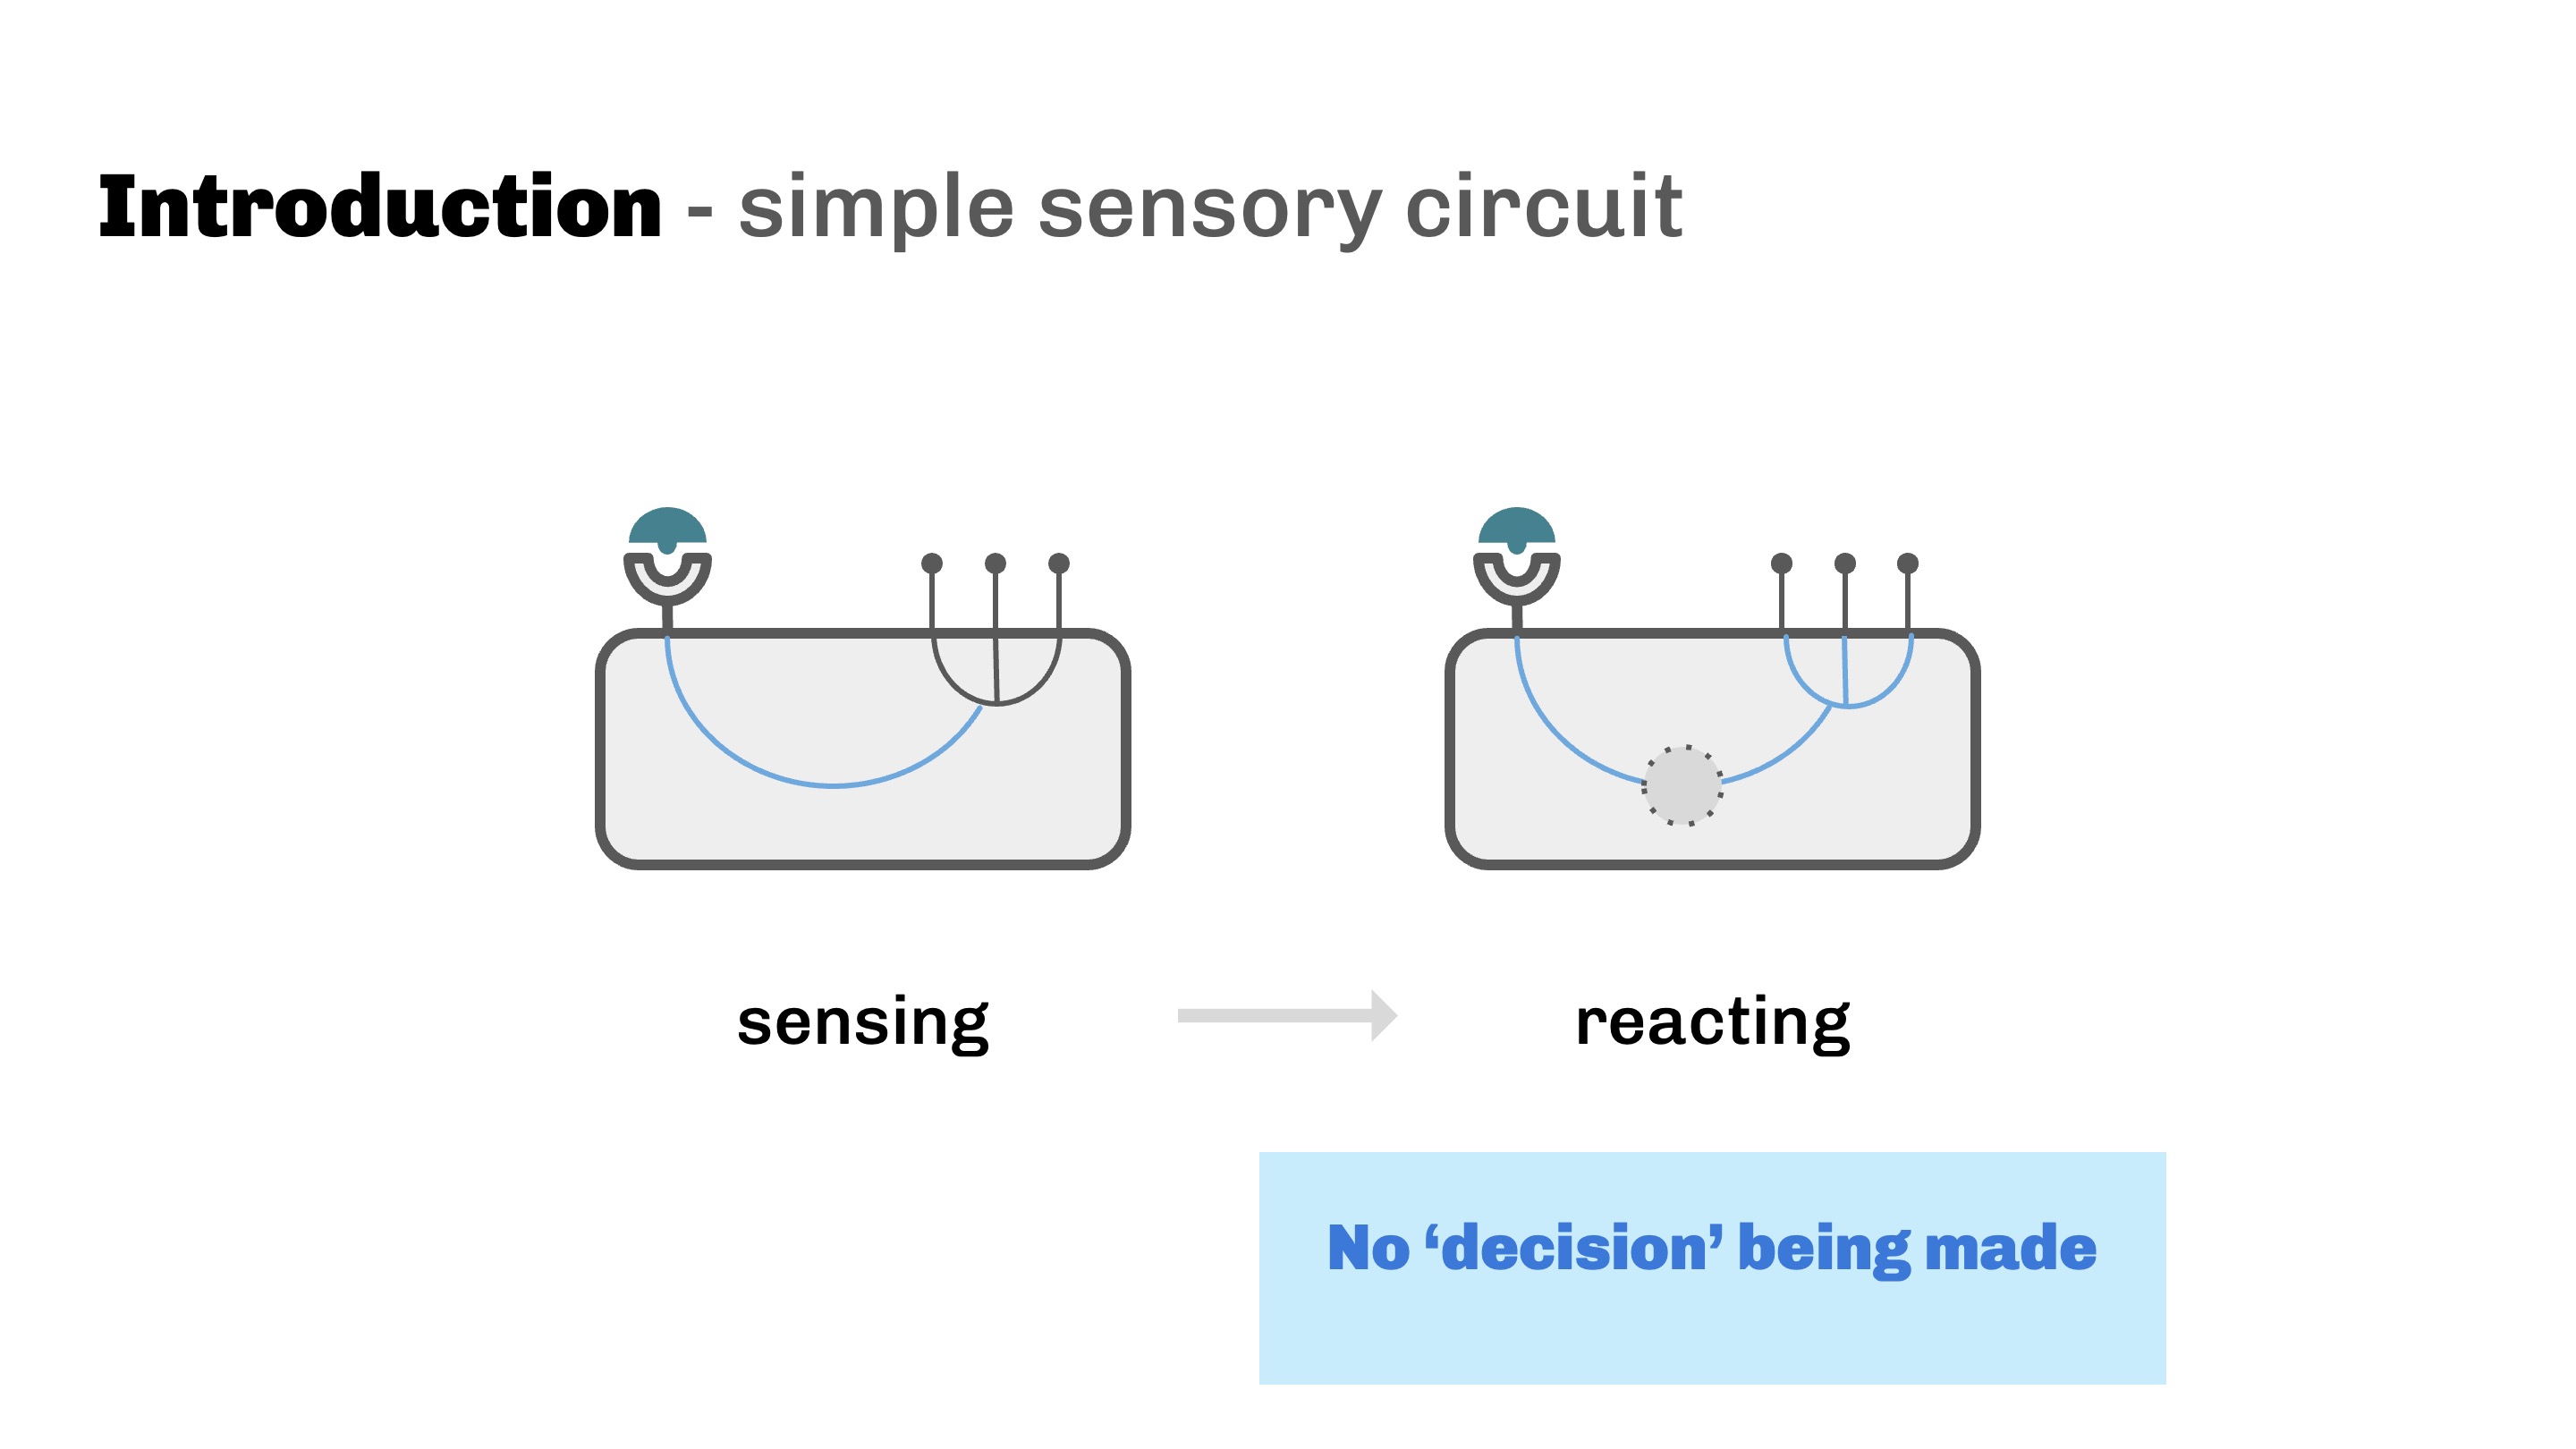 Introduction - simple sensory circuit
sensing
reacting
No ‘decision’ being made